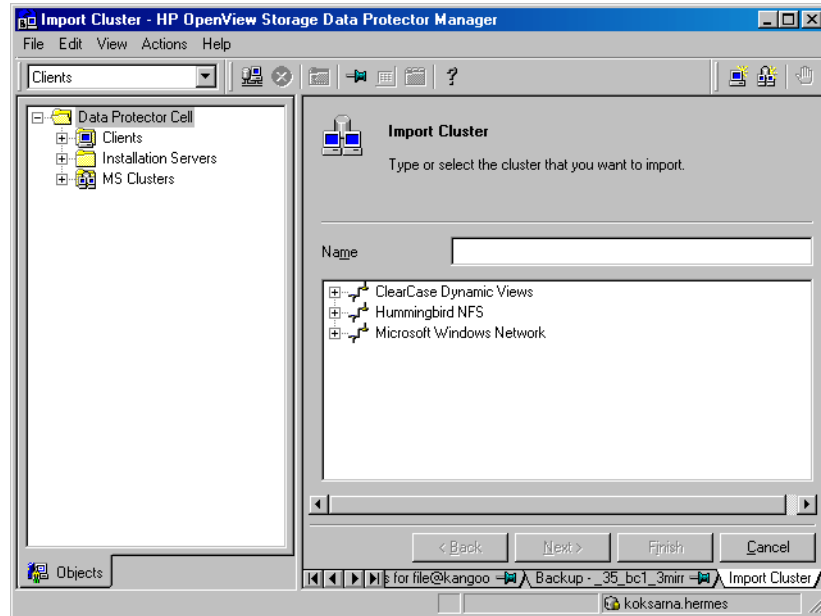 Import Cluster - HP OpenView Storage Data Protector Manager
File Edit View Actions Help
Clients
Data Protector Cell
Clients
Installation Servers
MS Clusters
Import Cluster
Type or select the cluster that you want to import.
Name
ClearCase Dynamic Views
Hummingbird NFS
Microsoft Windows Network
< Back Next > Finish Cancel
Objects
s for file@kangoo Backup - _35_bc1_3mirr Import Cluster
koksarna.hermes